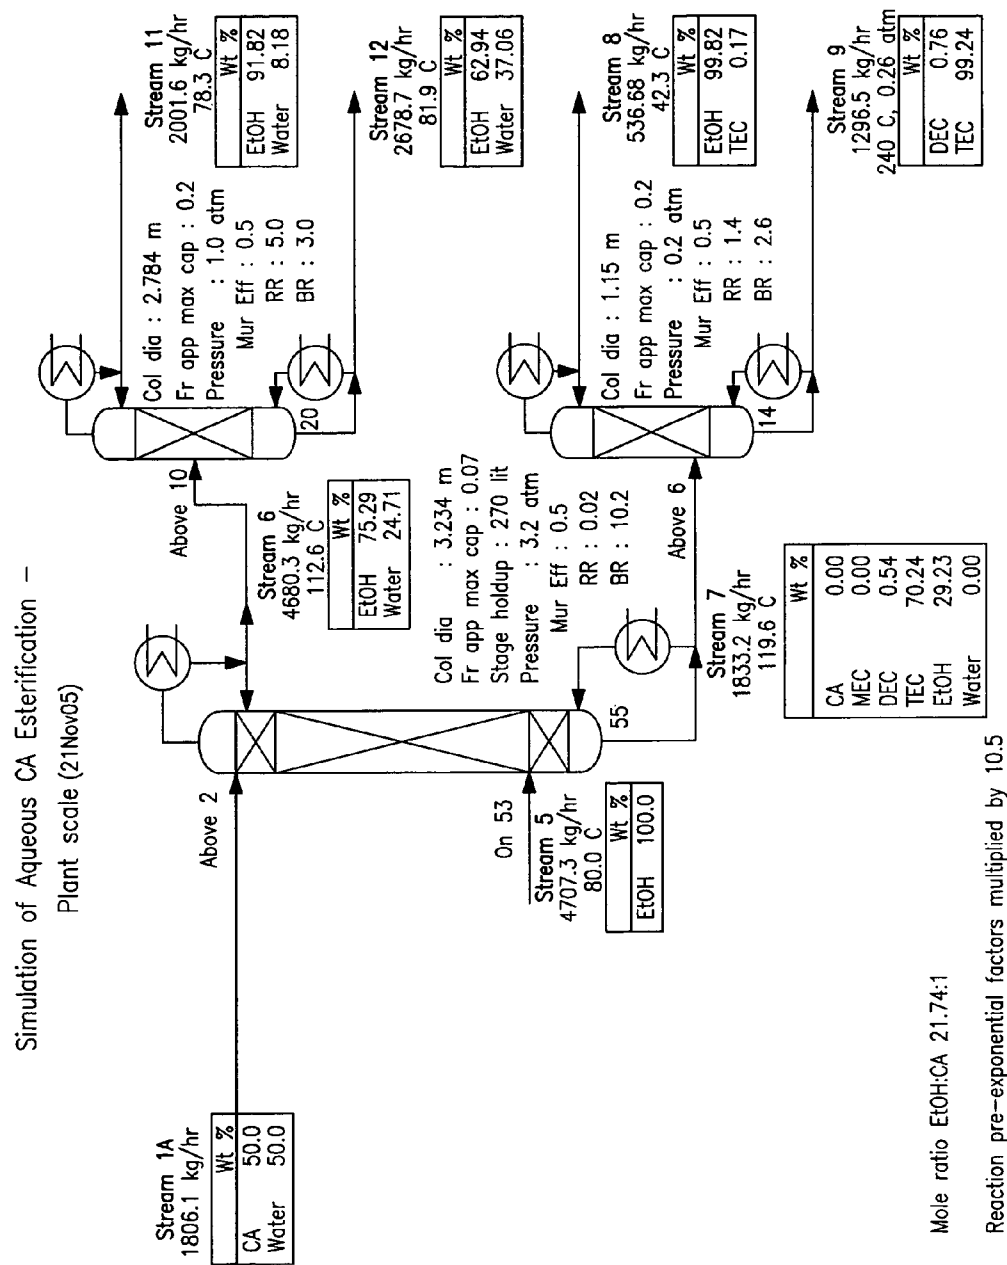 Simulation of Aqueous CA Esterification –
Plant scale (21Nov05)
Stream 1A
1806.1 kg/hr
Wt %
CA 50.0
Water 50.0
Above 2
On 53
Stream 5
4707.3 kg/hr
80.0 C
Wt %
EtOH 100.0
55
Stream 6
4680.3 kg/hr
112.6 C
Wt %
EtOH 75.29
Water 24.71
Col dia : 3.234 m
Fr app max cap : 0.07
Stage holdup : 270 lit
Pressure : 3.2 atm
Mur Eff : 0.5
RR : 0.02
BR : 10.2
Stream 7
1833.2 kg/hr
119.6 C
Wt %
CA 0.00
MEC 0.00
DEC 0.54
TEC 70.24
EtOH 29.23
Water 0.00
Above 10
20
Col dia : 2.784 m
Fr app max cap : 0.2
Pressure : 1.0 atm
Mur Eff : 0.5
RR : 5.0
BR : 3.0
Stream 11
2001.6 kg/hr
78.3 C
Wt %
EtOH 91.82
Water 8.18
Stream 12
2678.7 kg/hr
81.9 C
Wt %
EtOH 62.94
Water 37.06
Above 6
14
Col dia : 1.15 m
Fr app max cap : 0.2
Pressure : 0.2 atm
Mur Eff : 0.5
RR : 1.4
BR : 2.6
Stream 8
536.68 kg/hr
42.3 C
Wt %
EtOH 99.82
TEC 0.17
Stream 9
1296.5 kg/hr
240 C, 0.26 atm
Wt %
DEC 0.76
TEC 99.24
Mole ratio EtOH:CA 21.74:1
Reaction pre-exponential factors multiplied by 10.5